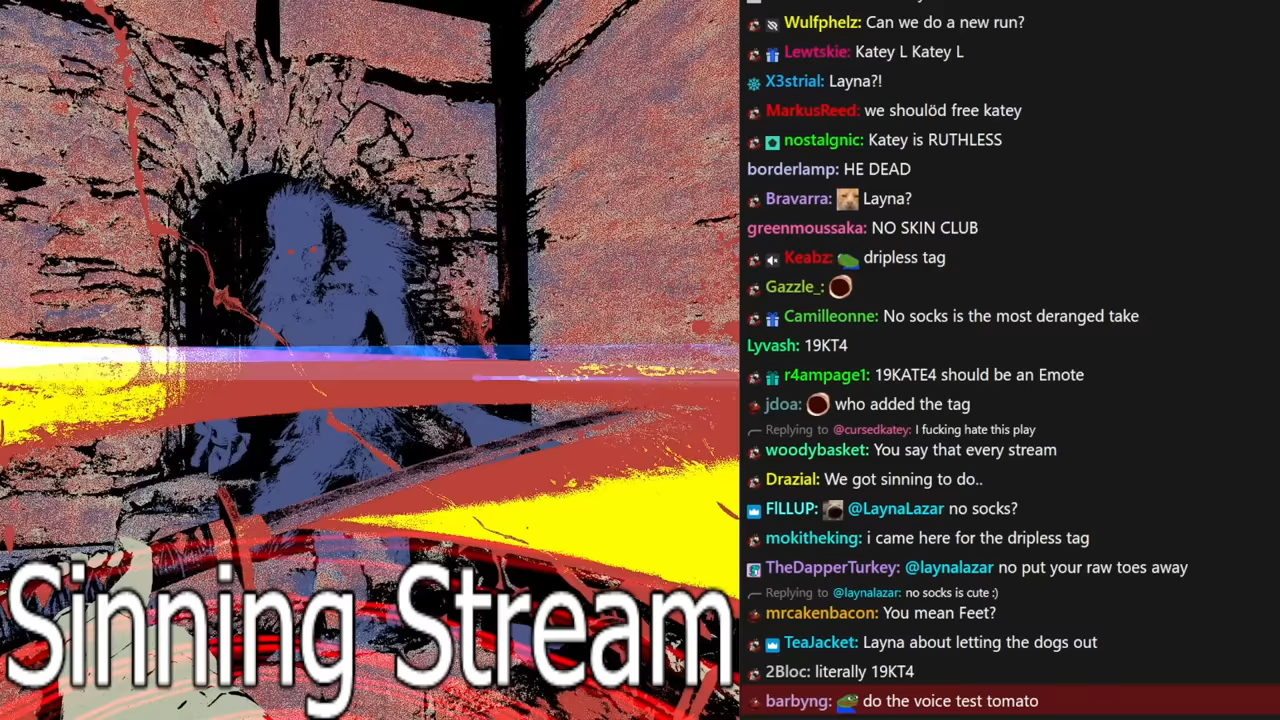 Wulfphelz: Can we do a new run?
Lewtskie: Katey L Katey L
X3strial: Layna?!
MarkusReed: we shoulöd free katey
nostalgnic: Katey is RUTHLESS
borderlamp: HE DEAD
Bravarra: Layna?
greenmoussaka: NO SKIN CLUB
Keabz: dripless tag
Gazzle_:
Camilleonne: No socks is the most deranged take
Lyvash: 19KT4
r4ampage1: 19KATE4 should be an Emote
jdoa: who added the tag
Replying to @cursedkatey: I fucking hate this play
woodybasket: You say that every stream
Drazial: We got sinning to do..
FlLLUP: @LaynaLazar no socks?
mokitheking: i came here for the dripless tag
TheDapperTurkey: @laynalazar no put your raw toes away
Replying to @laynalazar: no socks is cute :)
mrcakenbacon: You mean Feet?
TeaJacket: Layna about letting the dogs out
2Bloc: literally 19KT4
barbyng: do the voice test tomato
Sinning Stream